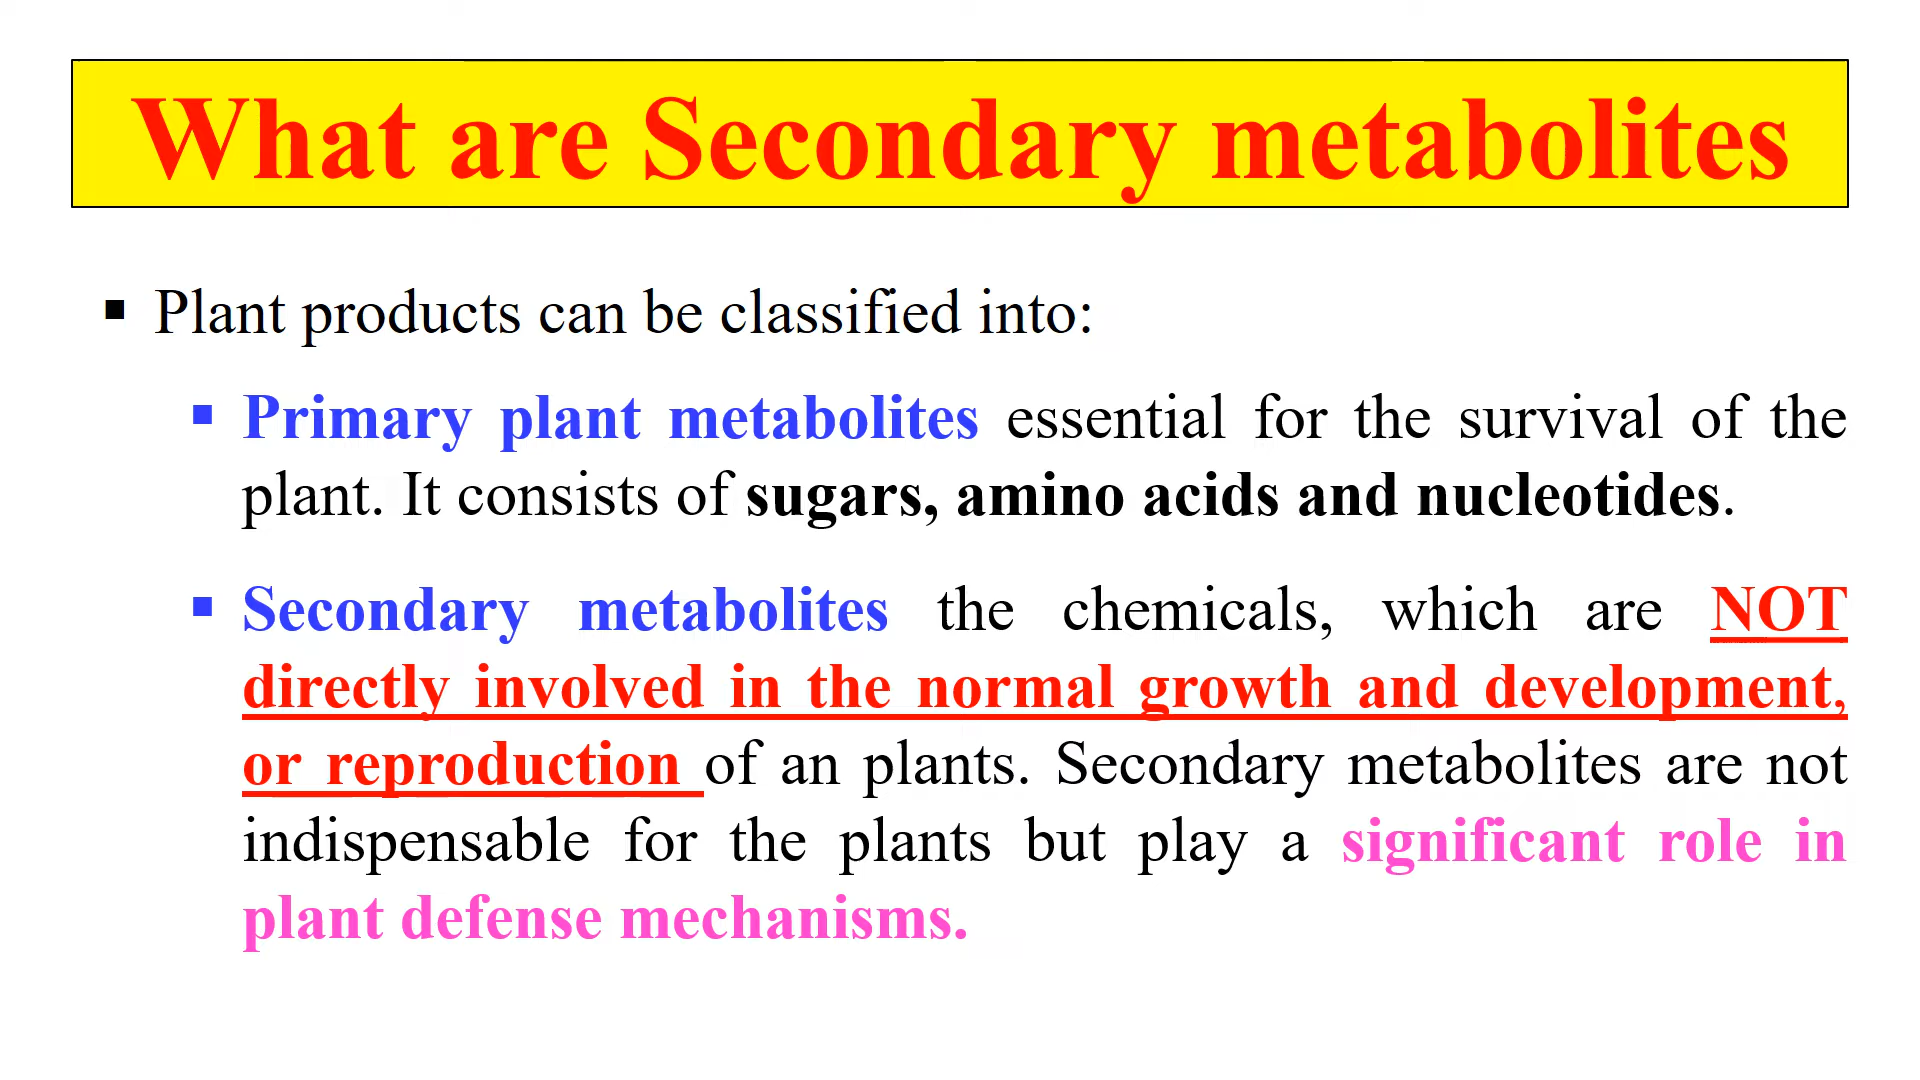 What are Secondary metabolites
▪ Plant products can be classified into:
▪ Primary plant metabolites essential for the survival of the
plant. It consists of sugars, amino acids and nucleotides.
▪ Secondary metabolites the chemicals, which are NOT
directly involved in the normal growth and development,
or reproduction of an plants. Secondary metabolites are not
indispensable for the plants but play a significant role in
plant defense mechanisms.